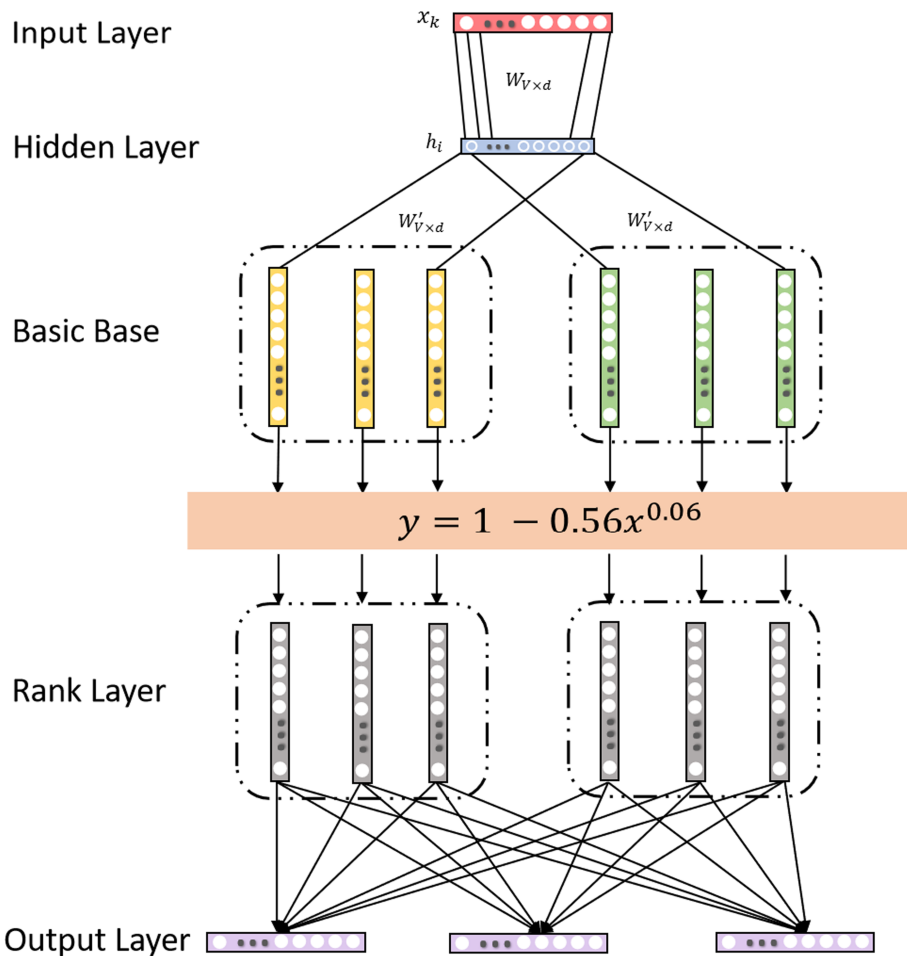 Input Layer
x_k
W_{V×d}
Hidden Layer
h_i
W'_{V×d} W'_{V×d}
Basic Base
y = 1 − 0.56x^{0.06}
Rank Layer
Output Layer